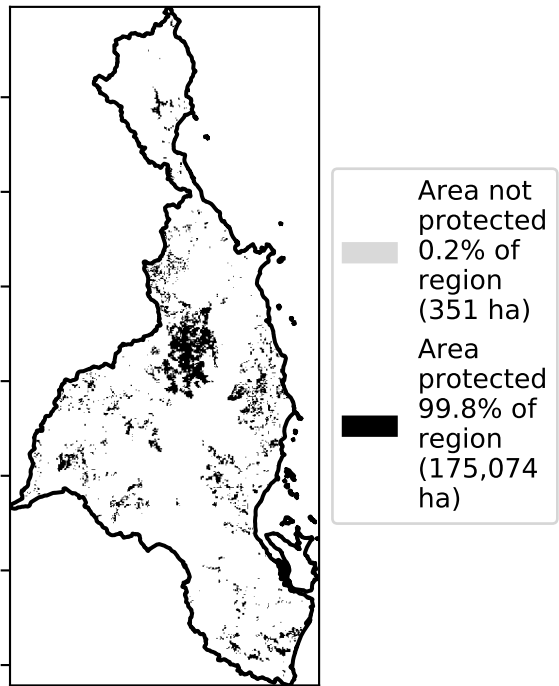 Area not
protected
0.2% of
region
(351 ha)
Area
protected
99.8% of
region
(175,074
ha)